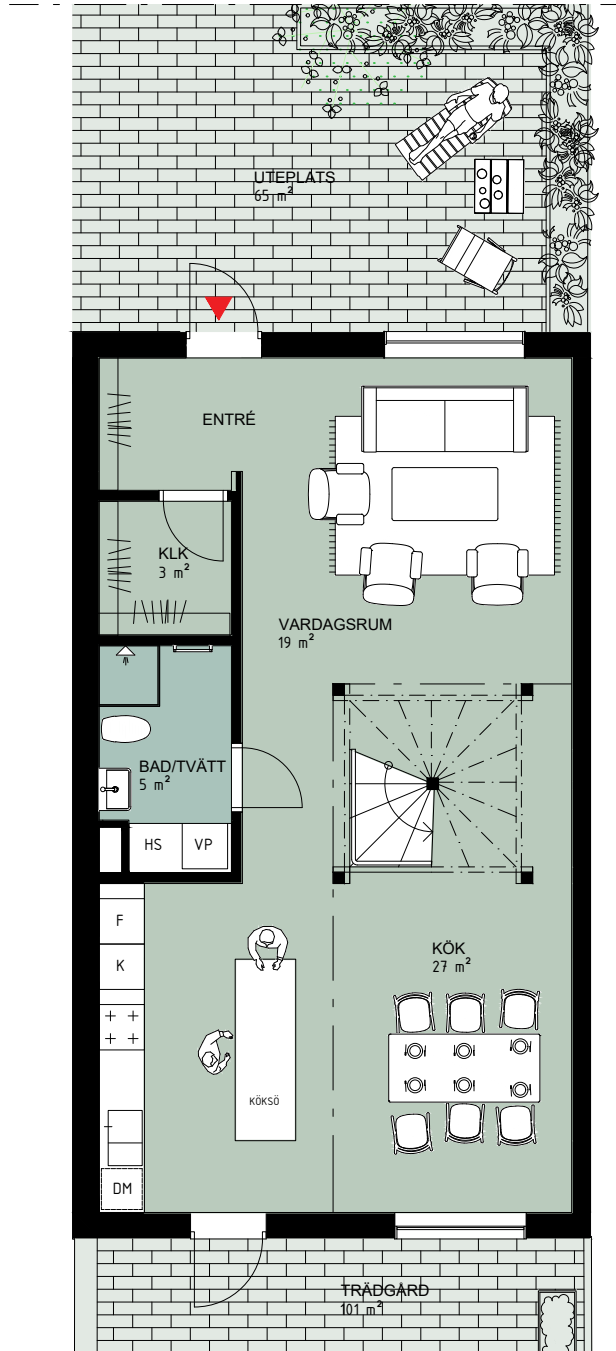 UTEPLATS
65 m²
ENTRÉ
KLK
3 m²
VARDAGSRUM
19 m²
BAD/TVÄTT
5 m²
HS
VP
F
K
KÖK
27 m²
KÖKSÖ
DM
TRÄDGÅRD
101 m²